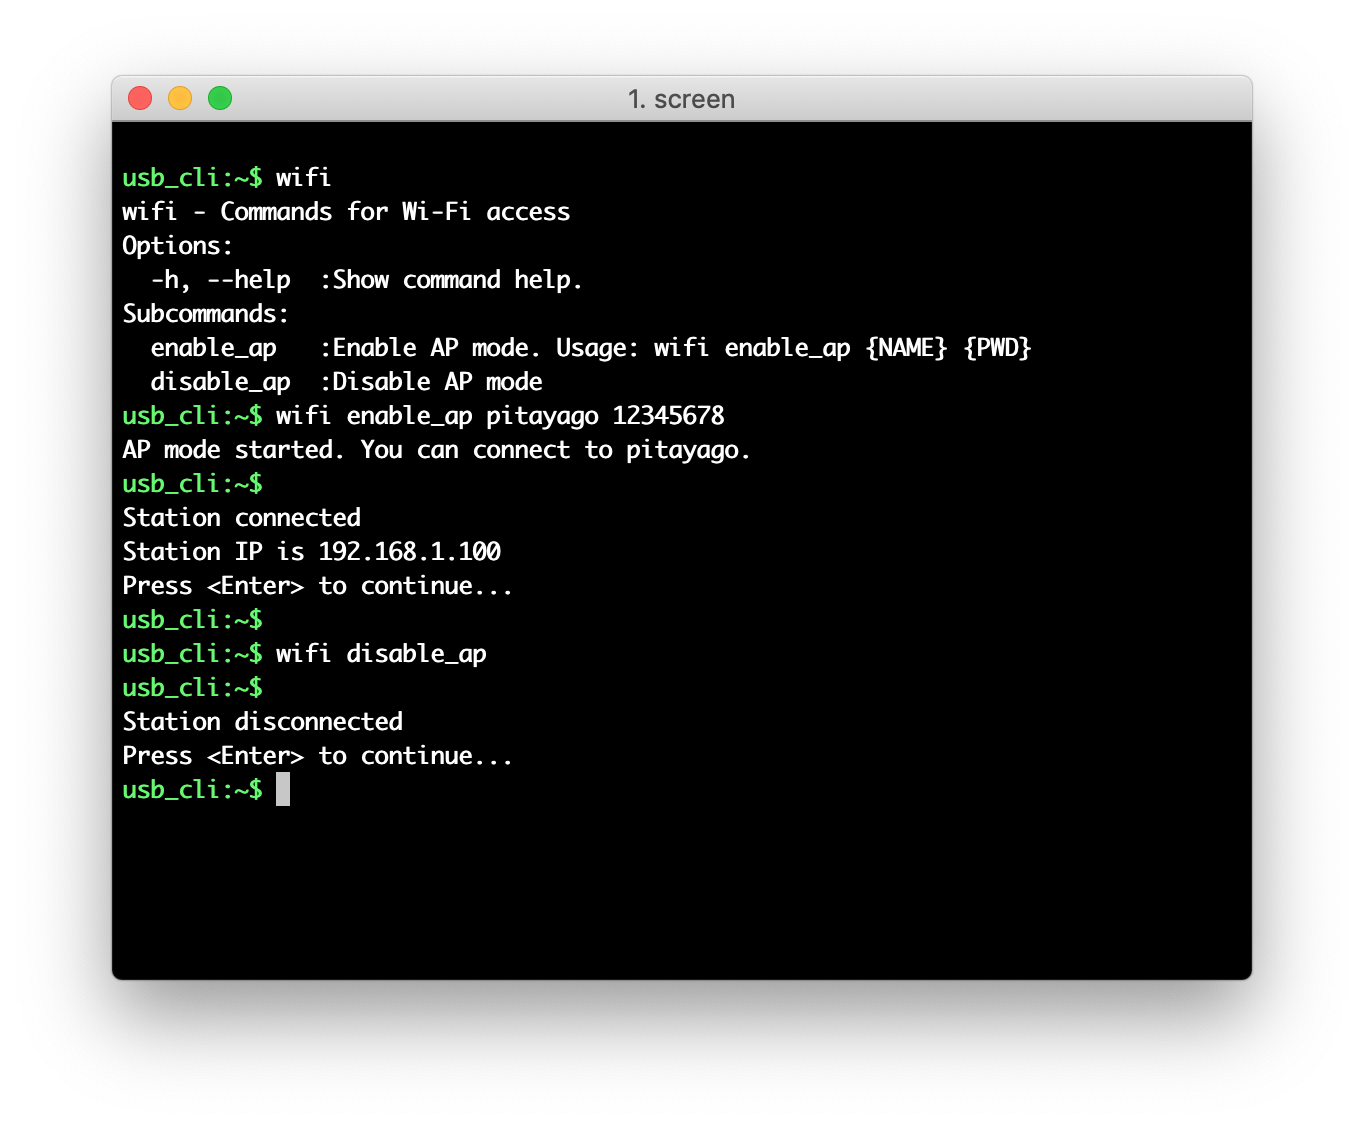 1. screen
usb_cli:~$ wifi
wifi - Commands for Wi-Fi access
Options:
  -h, --help  :Show command help.
Subcommands:
  enable_ap   :Enable AP mode. Usage: wifi enable_ap {NAME} {PWD}
  disable_ap  :Disable AP mode
usb_cli:~$ wifi enable_ap pitayago 12345678
AP mode started. You can connect to pitayago.
usb_cli:~$
Station connected
Station IP is 192.168.1.100
Press <Enter> to continue...
usb_cli:~$
usb_cli:~$ wifi disable_ap
usb_cli:~$
Station disconnected
Press <Enter> to continue...
usb_cli:~$